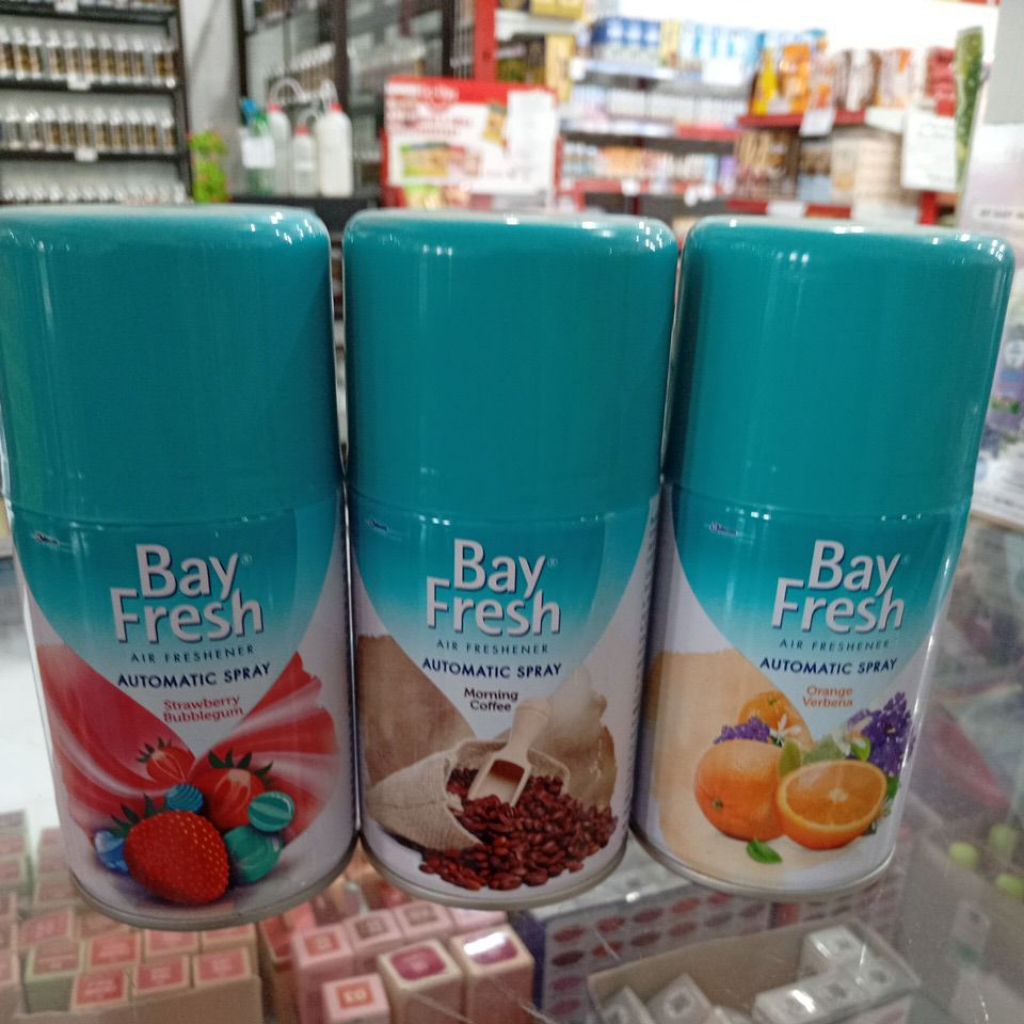 Bay
Fresh
AIR FRESHENER
AUTOMATIC SPRAY
Strawberry
Bubblegum
Bay
Fresh
AIR FRESHENER
AUTOMATIC SPRAY
Morning
Coffee
Bay
Fresh
AIR FRESHENER
AUTOMATIC SPRAY
Orange
Verbena
03